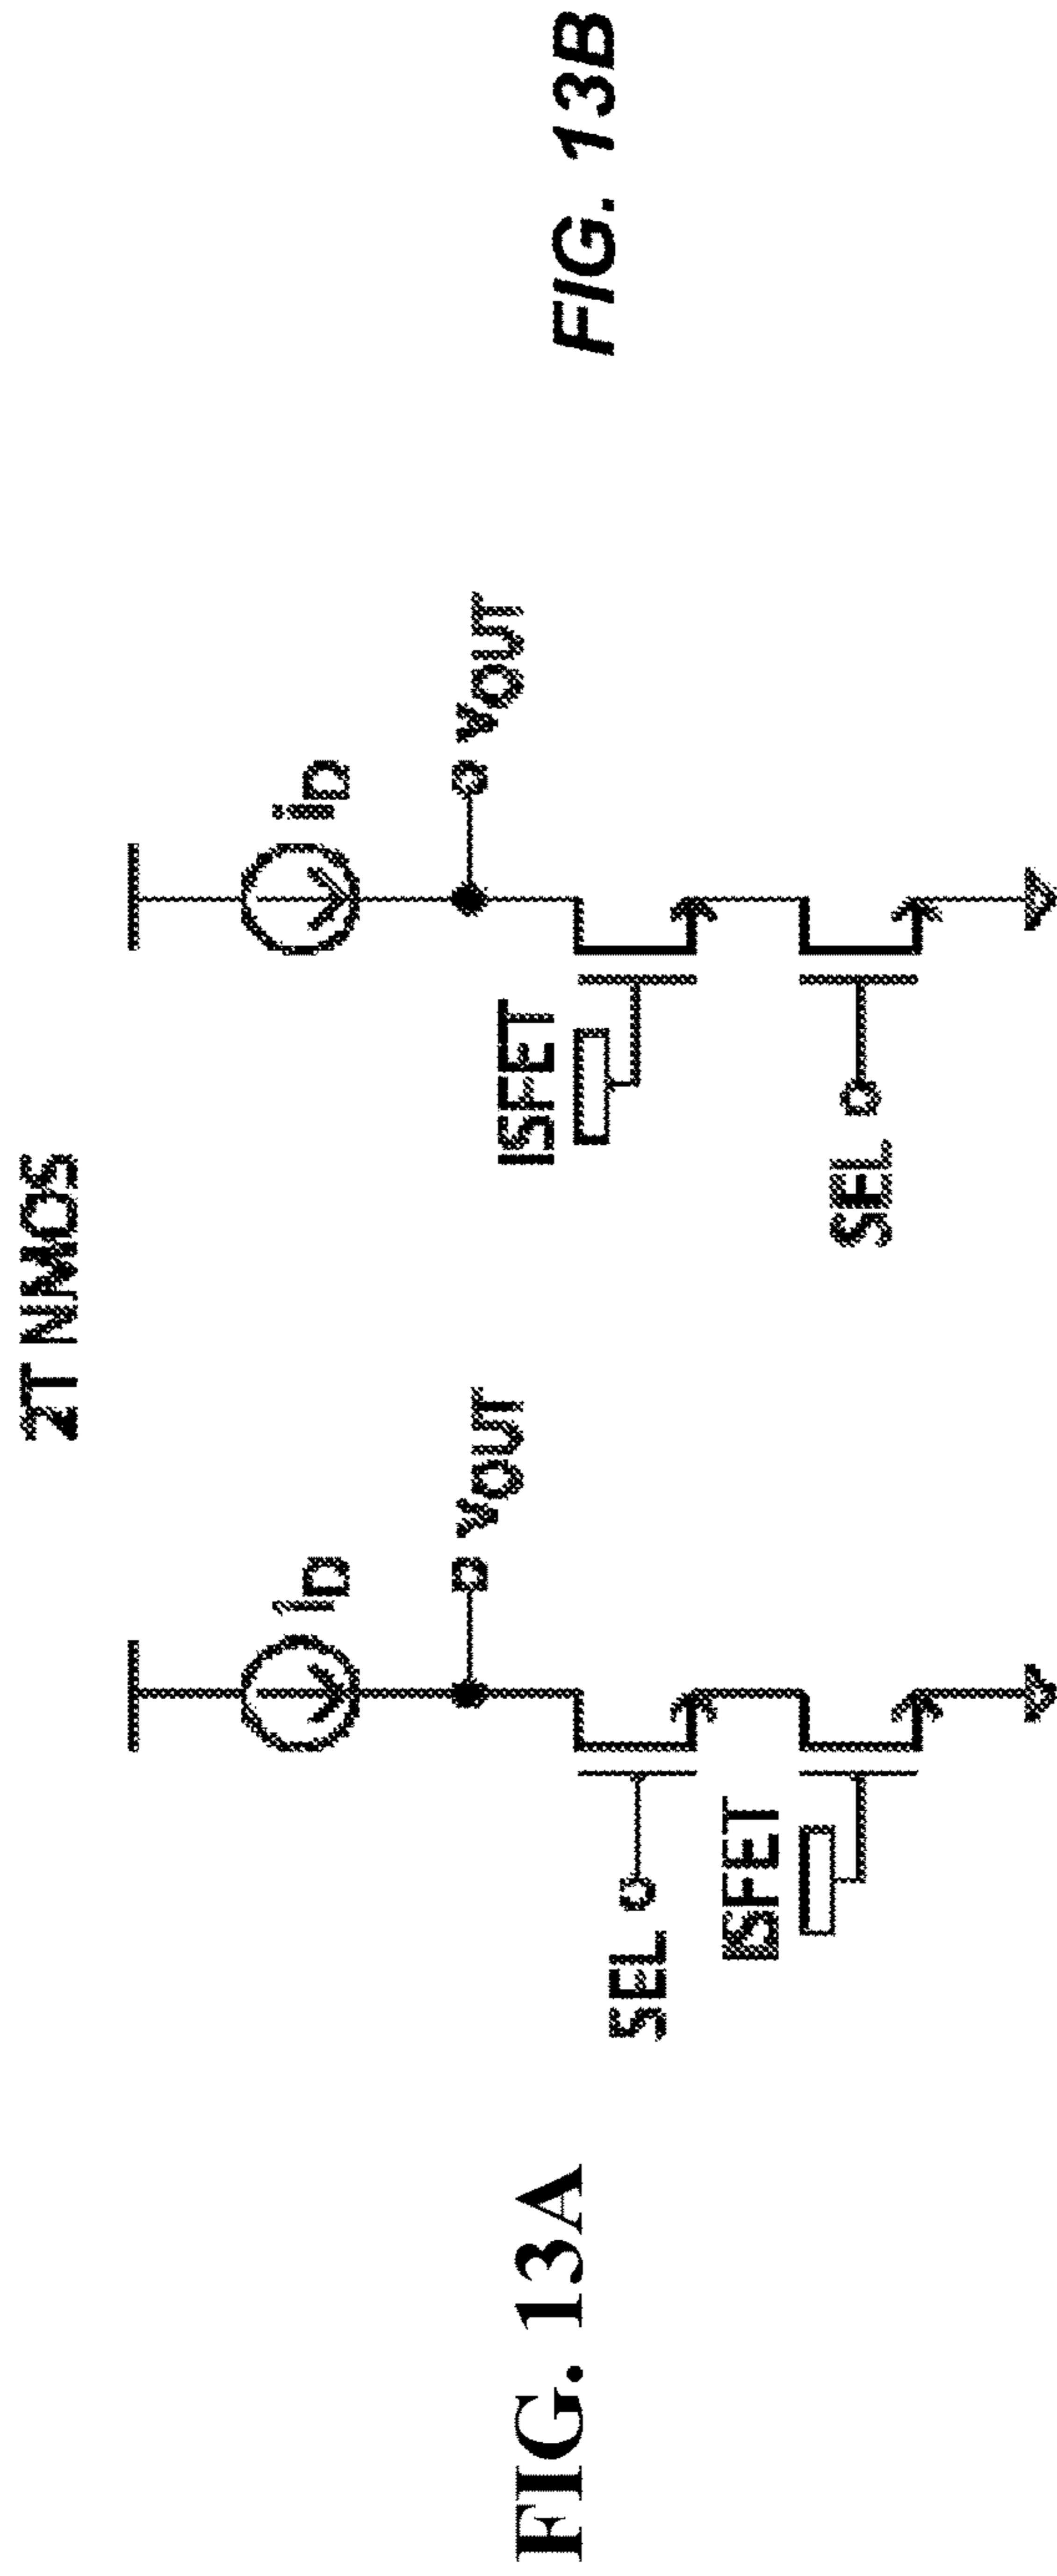 2T NMOS
iD
VOUT
SEL
ISFET
FIG. 13A
iD
VOUT
ISFET
SEL
FIG. 13B